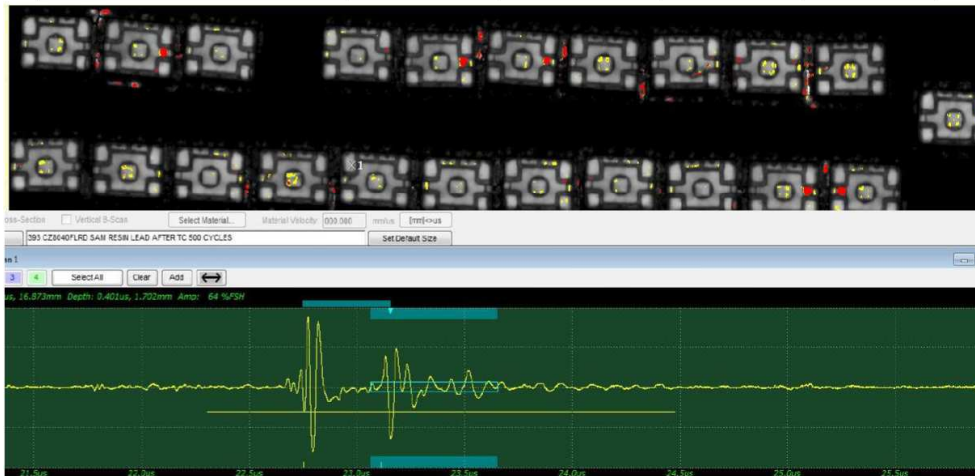 ×1
oss-Section Vertical B-Scan Select Material... Material Velocity 000.000 mm/us [mm]<>us
393 CZ8040FLRD SAM RESIN LEAD AFTER TC 500 CYCLES Set Default Size
an 1
3 4 Select All Clear Add
us, 16.873mm Depth: 0.401us, 1.702mm Amp: 64 %FSH
21.5us 22.0us 22.5us 23.0us 23.5us 24.0us 24.5us 25.0us 25.5us